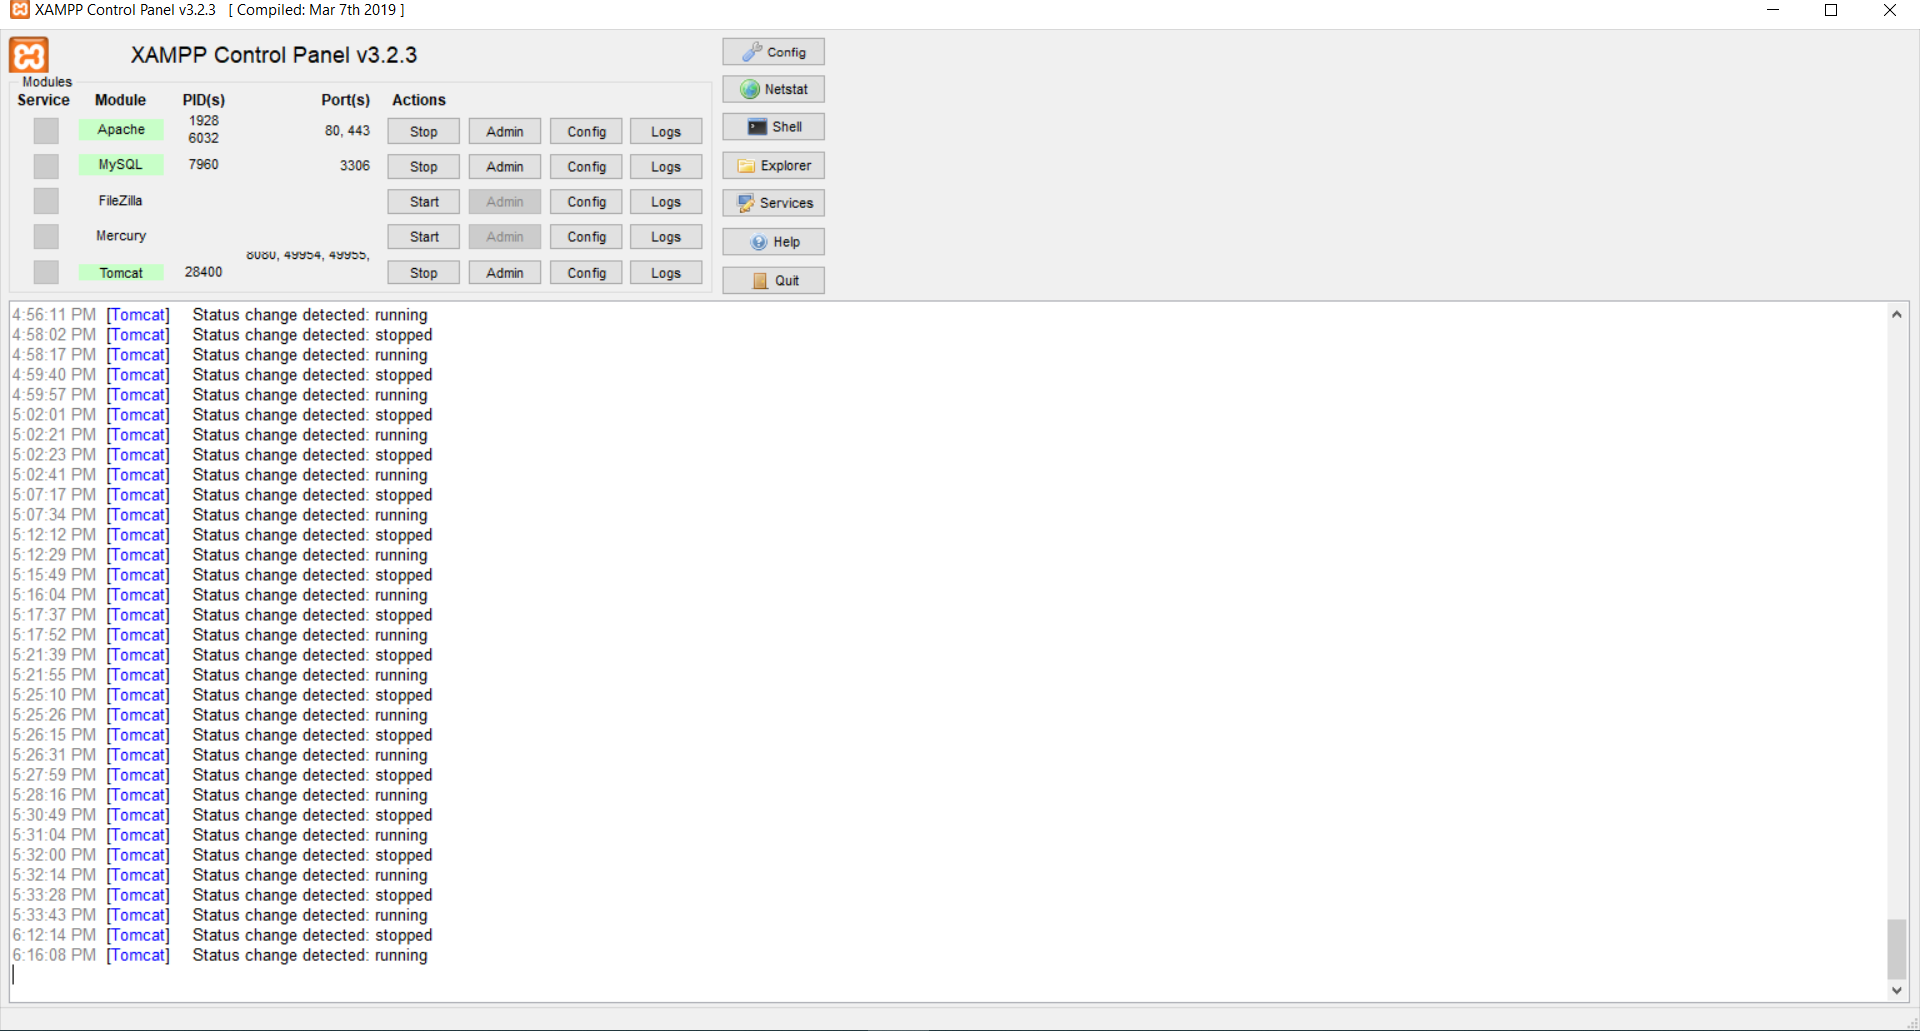 XAMPP Control Panel v3.2.3 [ Compiled: Mar 7th 2019 ]
XAMPP Control Panel v3.2.3
Modules
Service Module PID(s) Port(s) Actions
Apache 1928 6032 80, 443 Stop Admin Config Logs
MySQL 7960 3306 Stop Admin Config Logs
FileZilla Start Admin Config Logs
Mercury Start Admin Config Logs
Tomcat 28400 8080, 49954, 49955, Stop Admin Config Logs
Config
Netstat
Shell
Explorer
Services
Help
Quit
4:56:11 PM [Tomcat] Status change detected: running
4:58:02 PM [Tomcat] Status change detected: stopped
4:58:17 PM [Tomcat] Status change detected: running
4:59:40 PM [Tomcat] Status change detected: stopped
4:59:57 PM [Tomcat] Status change detected: running
5:02:01 PM [Tomcat] Status change detected: stopped
5:02:21 PM [Tomcat] Status change detected: running
5:02:23 PM [Tomcat] Status change detected: stopped
5:02:41 PM [Tomcat] Status change detected: running
5:07:17 PM [Tomcat] Status change detected: stopped
5:07:34 PM [Tomcat] Status change detected: running
5:12:12 PM [Tomcat] Status change detected: stopped
5:12:29 PM [Tomcat] Status change detected: running
5:15:49 PM [Tomcat] Status change detected: stopped
5:16:04 PM [Tomcat] Status change detected: running
5:17:37 PM [Tomcat] Status change detected: stopped
5:17:52 PM [Tomcat] Status change detected: running
5:21:39 PM [Tomcat] Status change detected: stopped
5:21:55 PM [Tomcat] Status change detected: running
5:25:10 PM [Tomcat] Status change detected: stopped
5:25:26 PM [Tomcat] Status change detected: running
5:26:15 PM [Tomcat] Status change detected: stopped
5:26:31 PM [Tomcat] Status change detected: running
5:27:59 PM [Tomcat] Status change detected: stopped
5:28:16 PM [Tomcat] Status change detected: running
5:30:49 PM [Tomcat] Status change detected: stopped
5:31:04 PM [Tomcat] Status change detected: running
5:32:00 PM [Tomcat] Status change detected: stopped
5:32:14 PM [Tomcat] Status change detected: running
5:33:28 PM [Tomcat] Status change detected: stopped
5:33:43 PM [Tomcat] Status change detected: running
6:12:14 PM [Tomcat] Status change detected: stopped
6:16:08 PM [Tomcat] Status change detected: running